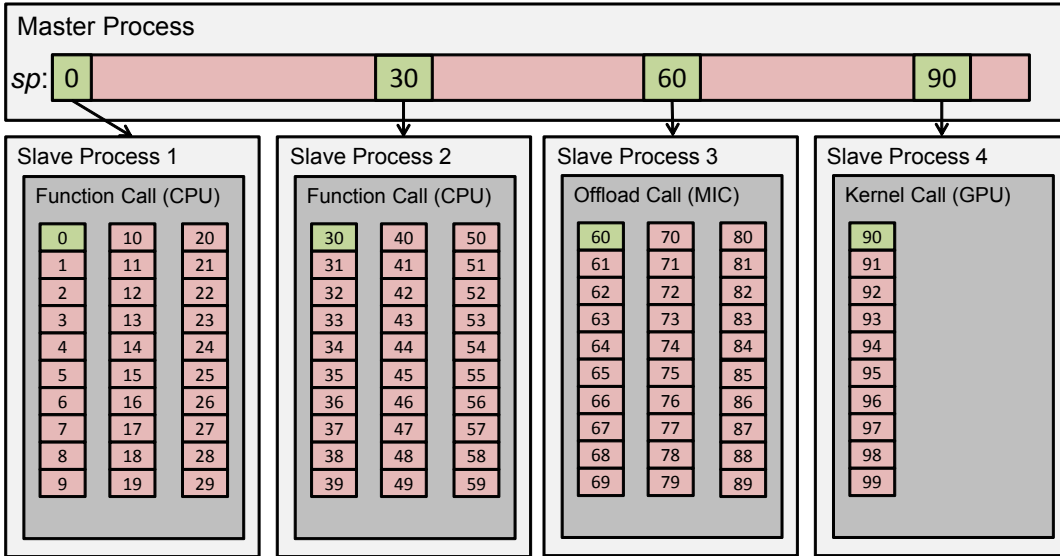 Master Process
sp: 0 30 60 90
Slave Process 1
Function Call (CPU)
0 10 20
1 11 21
2 12 22
3 13 23
4 14 24
5 15 25
6 16 26
7 17 27
8 18 28
9 19 29
Slave Process 2
Function Call (CPU)
30 40 50
31 41 51
32 42 52
33 43 53
34 44 54
35 45 55
36 46 56
37 47 57
38 48 58
39 49 59
Slave Process 3
Offload Call (MIC)
60 70 80
61 71 81
62 72 82
63 73 83
64 74 84
65 75 85
66 76 86
67 77 87
68 78 88
69 79 89
Slave Process 4
Kernel Call (GPU)
90
91
92
93
94
95
96
97
98
99